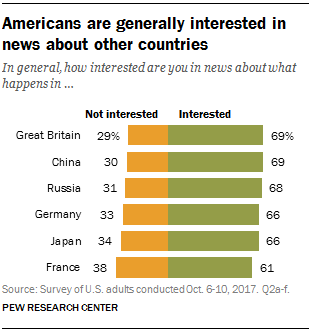 Americans are generally interested in
news about other countries
In general, how interested are you in news about what
happens in ...
Not interested Interested
Great Britain 29% 69%
China 30 69
Russia 31 68
Germany 33 66
Japan 34 66
France 38 61
Source: Survey of U.S. adults conducted Oct. 6-10, 2017. Q2a-f.
PEW RESEARCH CENTER